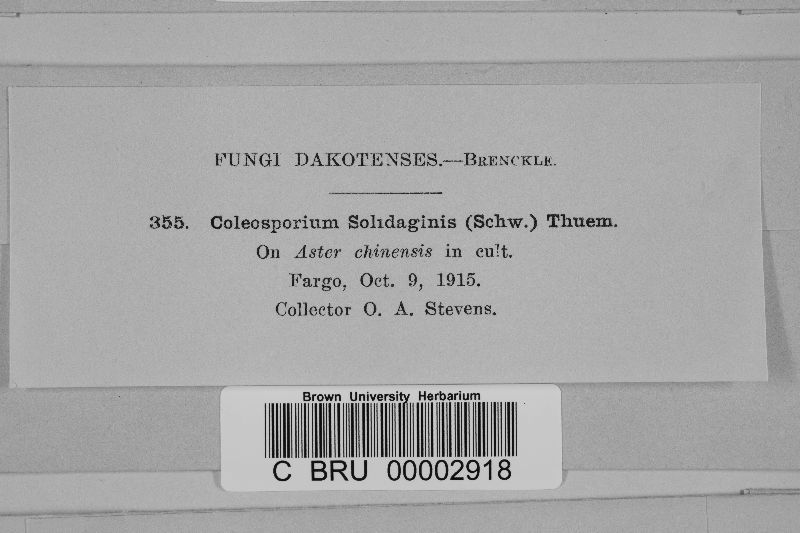 FUNGI DAKOTENSES.—BRENCKLE.
355. Coleosporium Solidaginis (Schw.) Thuem.
On Aster chinensis in cult.
Fargo, Oct. 9, 1915.
Collector O. A. Stevens.
Brown University Herbarium
C BRU 00002918